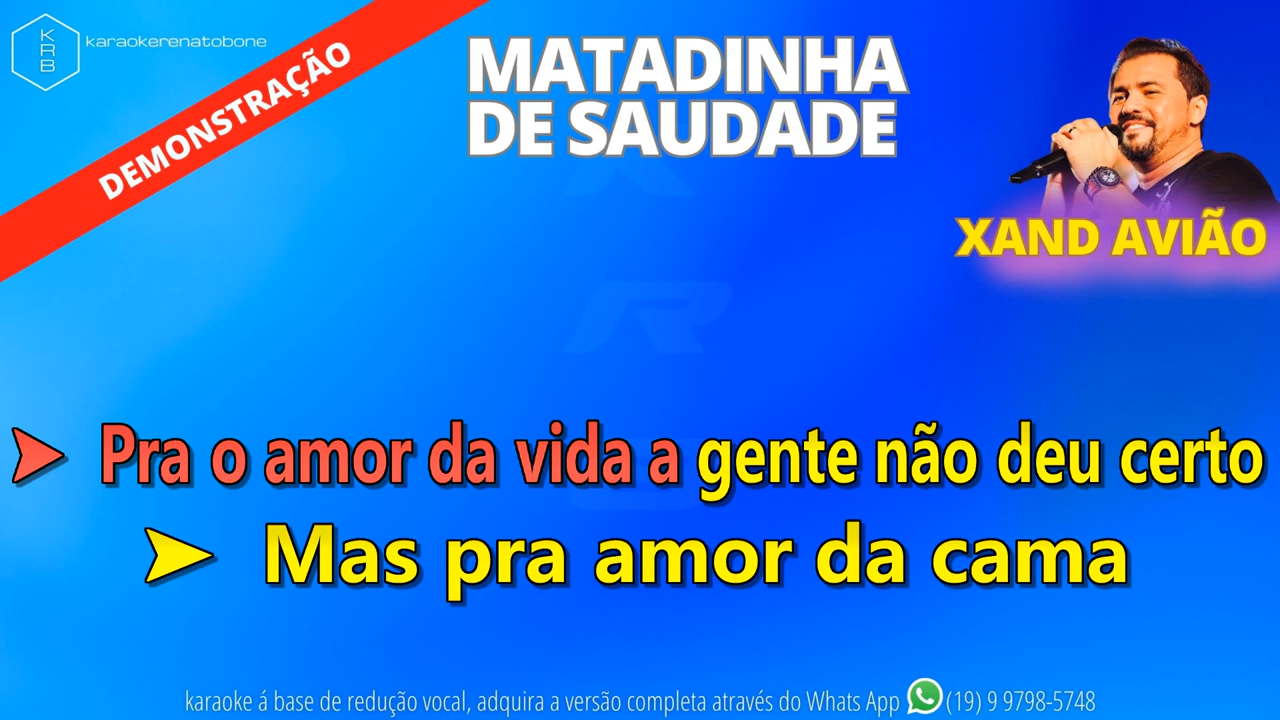 KRB
karaokerenatobone
DEMONSTRAÇÃO
MATADINHA
DE SAUDADE
XAND AVIÃO
R
➤ Pra o amor da vida a gente não deu certo
➤ Mas pra amor da cama
karaoke á base de redução vocal, adquira a versão completa através do Whats App (19) 9 9798-5748